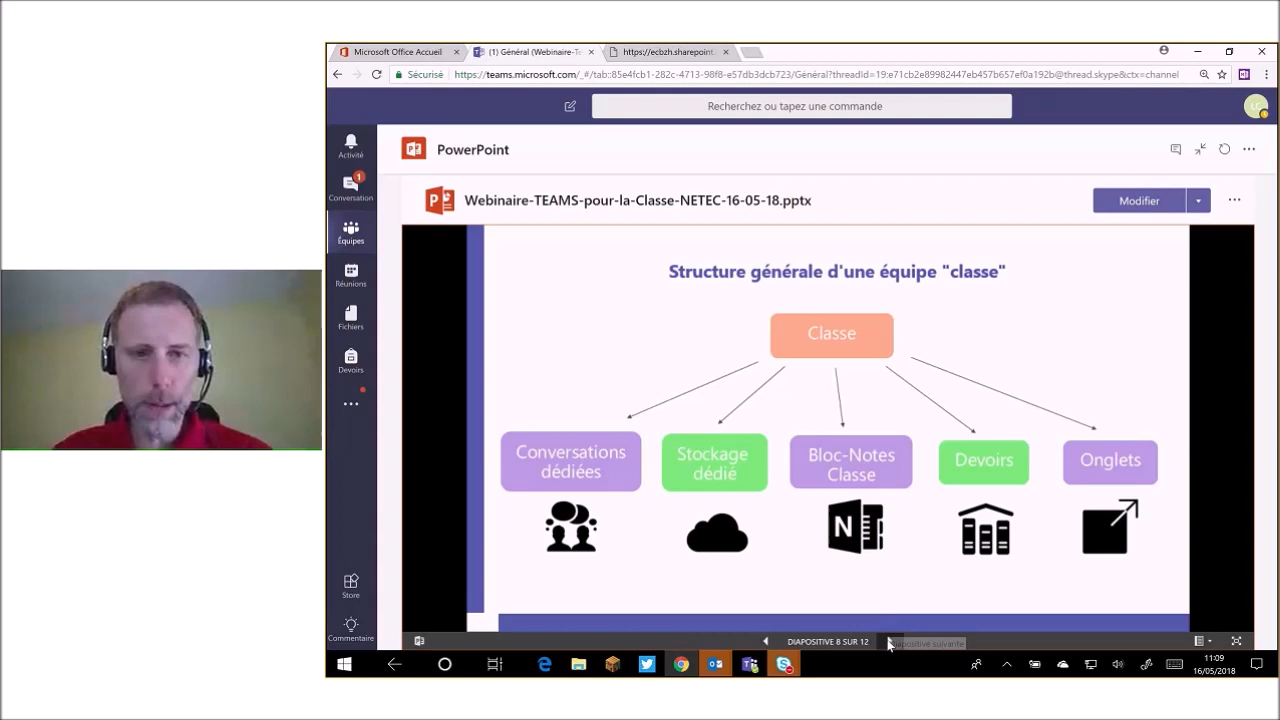 Microsoft Office Accueil
(1) Général (Webinaire-Te
https://ecbzh.sharepoint.
Sécurisé
https://teams.microsoft.com/_#/tab:85e4fcb1-282c-4713-98f8-e57db3dcb723/Général?threadId=19:e71cb2e89982447eb457b657ef0a192b@thread.skype&ctx=channel
Recherchez ou tapez une commande
LC
Activité
1
Conversation
Équipes
Réunions
Fichiers
Devoirs
Store
Commentaire
PowerPoint
Webinaire-TEAMS-pour-la-Classe-NETEC-16-05-18.pptx
Modifier
Structure générale d'une équipe "classe"
Classe
Conversations
dédiées
Stockage
dédié
Bloc-Notes
Classe
Devoirs
Onglets
N
DIAPOSITIVE 8 SUR 12
Diapositive suivante
11:09
16/05/2018